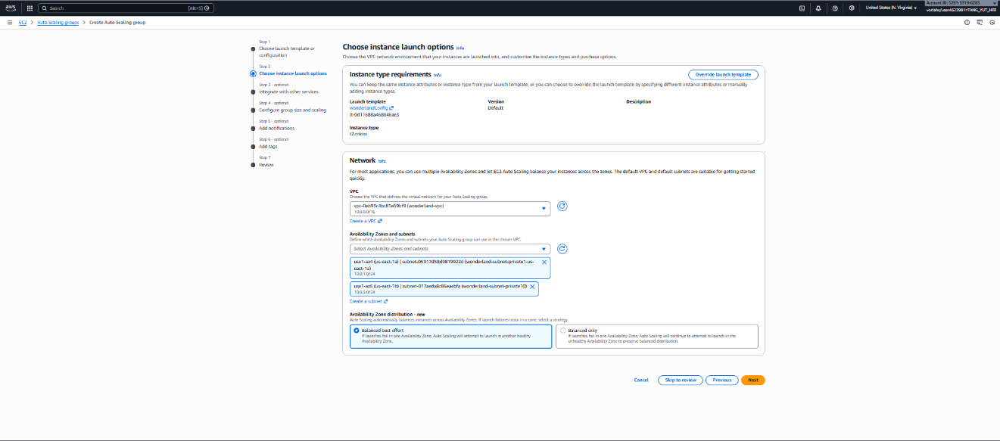 aws
Search
[Alt+S]
United States (N. Virginia)
Account ID: 5281-5319-6283
EC2 > Auto Scaling groups > Create Auto Scaling group
Step 1
Choose launch template or
configuration
Step 2
Choose instance launch options
Step 3 - optional
Integrate with other services
Step 4 - optional
Configure group size and scaling
Step 5 - optional
Add notifications
Step 6 - optional
Add tags
Step 7
Review
Choose instance launch options Info
Choose the VPC network environment that your instances are launched into, and customize the instance types and purchase options.
Instance type requirements Info
Override launch template
You can keep the same instance attributes or instance type from your launch template, or you can choose to override the launch template by specifying different instance attributes or manually
adding instance types.
Launch template
wonderlandConfig
lt-0d11688a468846ae3
Version
Default
Description
Instance type
t2.micro
Network Info
For most applications, you can use multiple Availability Zones and let EC2 Auto Scaling balance your instances across the zones. The default VPC and default subnets are suitable for getting started
quickly.
VPC
Choose the VPC that defines the virtual network for your Auto Scaling group.
vpc-0eb93c4bc81e69bf9 (wonderland-vpc)
10.0.0.0/16
Create a VPC
Availability Zones and subnets
Define which Availability Zones and subnets your Auto Scaling group can use in the chosen VPC.
Select Availability Zones and subnets
use1-az4 (us-east-1a) | subnet-05917d58d9819922d (wonderland-subnet-private1-us-
east-1a)
10.0.1.0/24
use1-az6 (us-east-1b) | subnet-017aeda8c86eaebfa (wonderland-subnet-private10)
10.0.5.0/24
Create a subnet
Availability Zone distribution - new
Auto Scaling automatically balances instances across Availability Zones. If launch failures occur in a zone, select a strategy.
Balanced best effort
If launches fail in one Availability Zone, Auto Scaling will attempt to launch in another healthy
Availability Zone.
Balanced only
If launches fail in one Availability Zone, Auto Scaling will continue to attempt to launch in the
unhealthy Availability Zone to preserve balanced distribution.
Cancel
Skip to review
Previous
Next